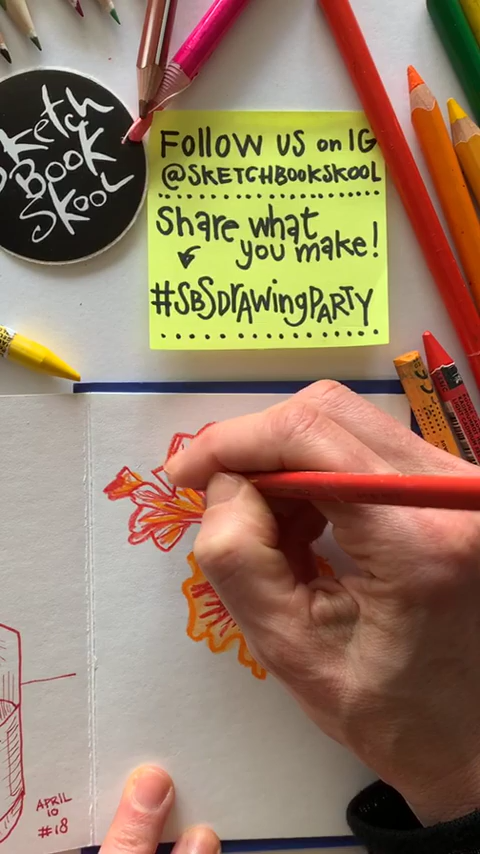 Sketch
Book
Skool
Follow us on IG
@SKETCHBOOKSKOOL
Share what
you make!
#SBSDRAWingPARTY
APRIL
10
#18